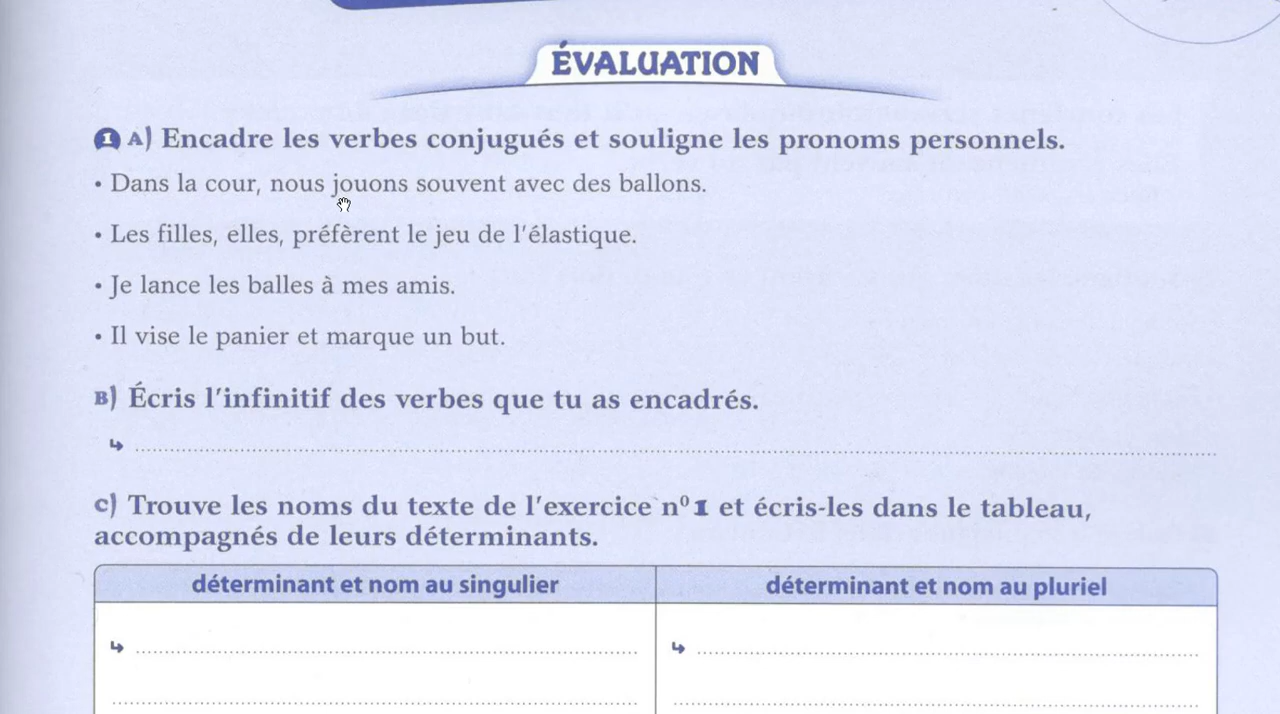 ÉVALUATION
1 A) Encadre les verbes conjugués et souligne les pronoms personnels.
• Dans la cour, nous jouons souvent avec des ballons.
• Les filles, elles, préfèrent le jeu de l'élastique.
• Je lance les balles à mes amis.
• Il vise le panier et marque un but.
B) Écris l'infinitif des verbes que tu as encadrés.
C) Trouve les noms du texte de l'exercice n° 1 et écris-les dans le tableau,
accompagnés de leurs déterminants.
déterminant et nom au singulier
déterminant et nom au pluriel